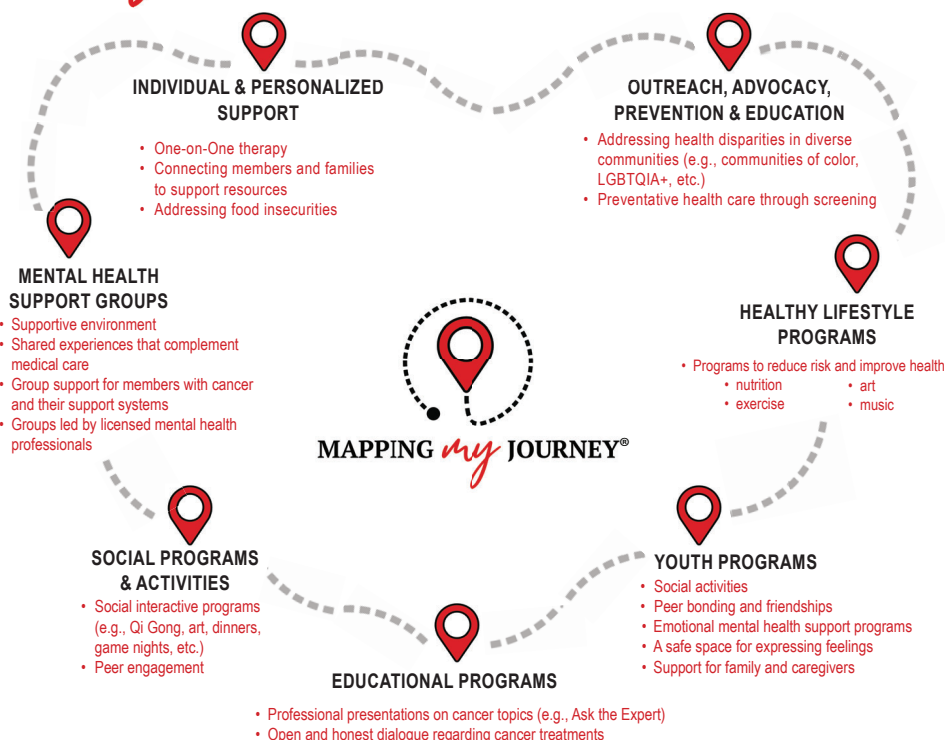 INDIVIDUAL & PERSONALIZED
SUPPORT
• One-on-One therapy
• Connecting members and families
to support resources
• Addressing food insecurities
OUTREACH, ADVOCACY,
PREVENTION & EDUCATION
• Addressing health disparities in diverse
communities (e.g., communities of color,
LGBTQIA+, etc.)
• Preventative health care through screening
MENTAL HEALTH
SUPPORT GROUPS
• Supportive environment
• Shared experiences that complement
medical care
• Group support for members with cancer
and their support systems
• Groups led by licensed mental health
professionals
HEALTHY LIFESTYLE
PROGRAMS
• Programs to reduce risk and improve health
• nutrition
• exercise
• art
• music
MAPPING my JOURNEY®
SOCIAL PROGRAMS
& ACTIVITIES
• Social interactive programs
(e.g., Qi Gong, art, dinners,
game nights, etc.)
• Peer engagement
YOUTH PROGRAMS
• Social activities
• Peer bonding and friendships
• Emotional mental health support programs
• A safe space for expressing feelings
• Support for family and caregivers
EDUCATIONAL PROGRAMS
• Professional presentations on cancer topics (e.g., Ask the Expert)
• Open and honest dialogue regarding cancer treatments